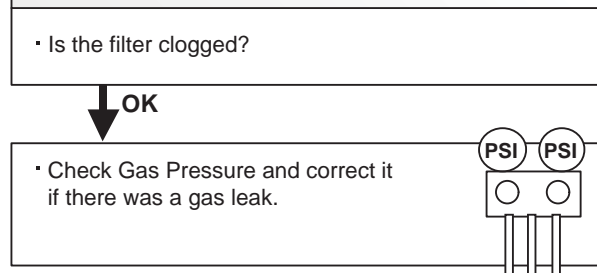 · Is the filter clogged?
OK
· Check Gas Pressure and correct it
if there was a gas leak.
PSI PSI